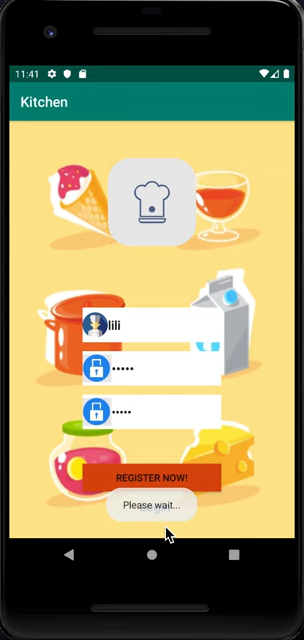 11:41
Kitchen
lili
•••••
•••••
REGISTER NOW!
Please wait...